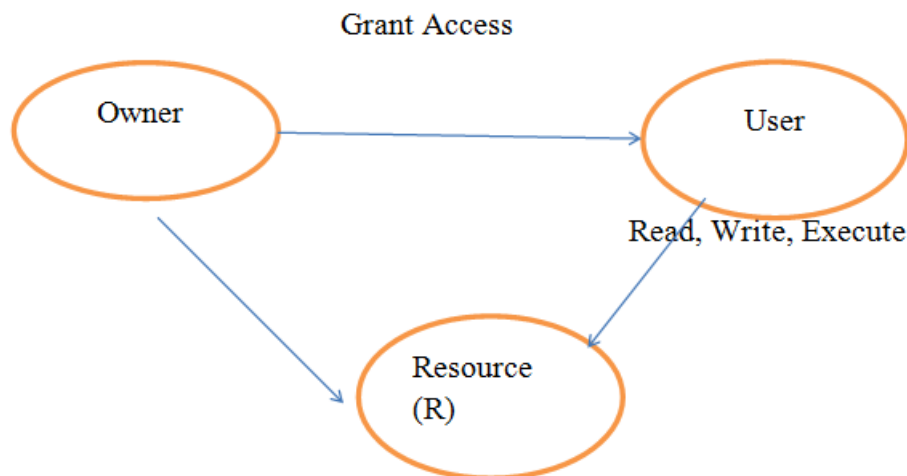 Grant Access
Owner
User
Read, Write, Execute
Resource
(R)